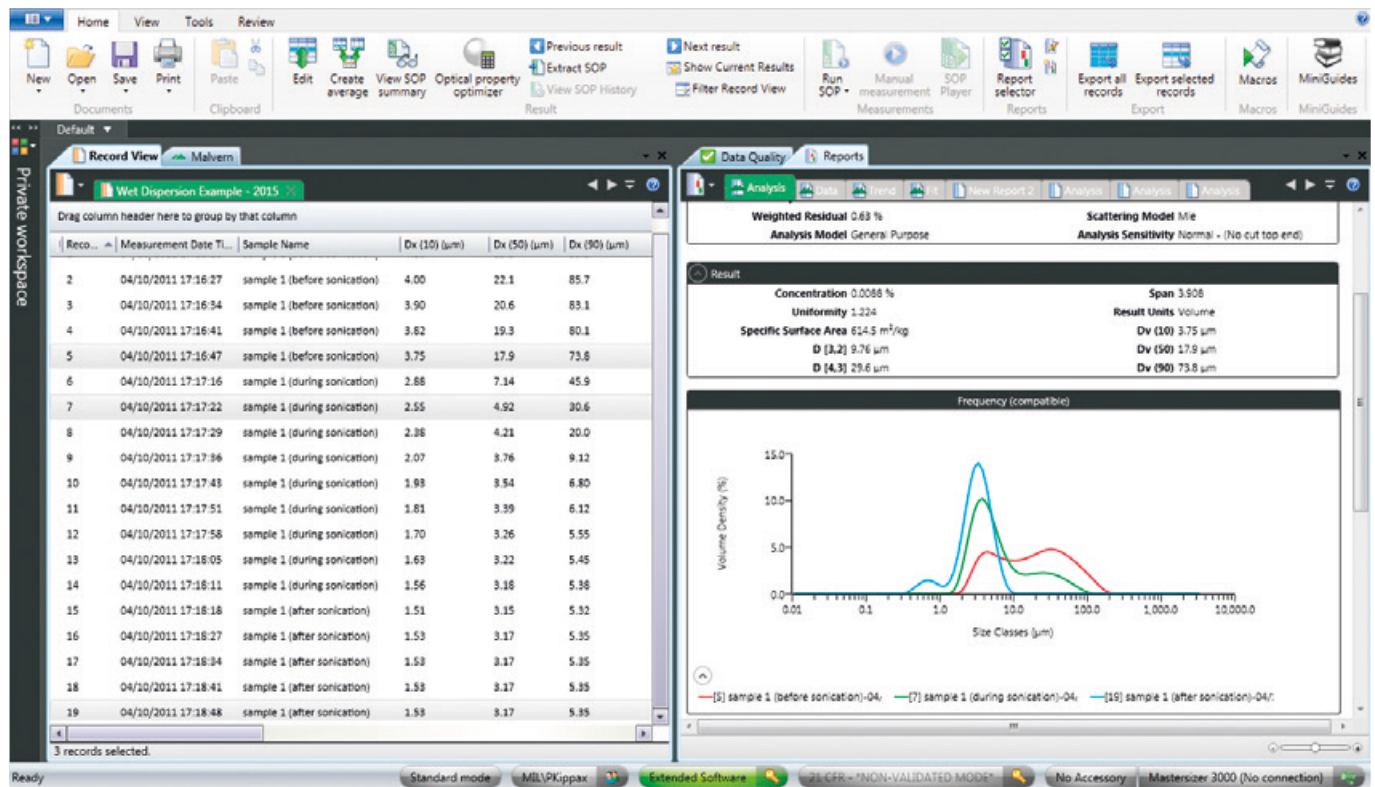 Home View Tools Review
New Open Save Print
Documents
Paste
Clipboard
Edit Create average View SOP summary Optical property optimizer
Previous result
Extract SOP
View SOP History
Next result
Show Current Results
Filter Record View
Result
Run SOP Manual measurement SOP Player
Measurements
Report selector
Reports
Export all records Export selected records
Export
Macros
Macros
MiniGuides
MiniGuides
Default
Private workspace
Record View Malvern
Wet Dispersion Example - 2015
Drag column header here to group by that column
Reco... Measurement Date Ti... Sample Name Dx (10) (µm) Dx (50) (µm) Dx (90) (µm)
2 04/10/2011 17:16:27 sample 1 (before sonication) 4.00 22.1 85.7
3 04/10/2011 17:16:34 sample 1 (before sonication) 3.90 20.6 83.1
4 04/10/2011 17:16:41 sample 1 (before sonication) 3.82 19.3 80.1
5 04/10/2011 17:16:47 sample 1 (before sonication) 3.75 17.9 73.8
6 04/10/2011 17:17:16 sample 1 (during sonication) 2.88 7.14 45.9
7 04/10/2011 17:17:22 sample 1 (during sonication) 2.55 4.92 30.6
8 04/10/2011 17:17:29 sample 1 (during sonication) 2.38 4.21 20.0
9 04/10/2011 17:17:36 sample 1 (during sonication) 2.07 3.76 9.12
10 04/10/2011 17:17:43 sample 1 (during sonication) 1.93 3.54 6.80
11 04/10/2011 17:17:51 sample 1 (during sonication) 1.81 3.39 6.12
12 04/10/2011 17:17:58 sample 1 (during sonication) 1.70 3.26 5.55
13 04/10/2011 17:18:05 sample 1 (during sonication) 1.63 3.22 5.45
14 04/10/2011 17:18:11 sample 1 (during sonication) 1.56 3.18 5.38
15 04/10/2011 17:18:18 sample 1 (after sonication) 1.51 3.15 5.32
16 04/10/2011 17:18:27 sample 1 (after sonication) 1.53 3.17 5.35
17 04/10/2011 17:18:34 sample 1 (after sonication) 1.53 3.17 5.35
18 04/10/2011 17:18:41 sample 1 (after sonication) 1.53 3.17 5.35
19 04/10/2011 17:18:48 sample 1 (after sonication) 1.53 3.17 5.35
3 records selected.
Data Quality Reports
Analysis Data Trend Fit New Report 2 Analysis Analysis Analysis
Weighted Residual 0.63 % Scattering Model Mie
Analysis Model General Purpose Analysis Sensitivity Normal - (No cut top end)
Result
Concentration 0.0088 % Span 3.908
Uniformity 1.224 Result Units Volume
Specific Surface Area 614.5 m²/kg Dv (10) 3.75 µm
D [3,2] 9.76 µm Dv (50) 17.9 µm
D [4,3] 29.6 µm Dv (90) 73.8 µm
Frequency (compatible)
Volume Density (%)
15.0
10.0
5.0
0.0
0.01 0.1 1.0 10.0 100.0 1,000.0 10,000.0
Size Classes (µm)
[5] sample 1 (before sonication)-04/ [7] sample 1 (during sonication)-04/ [19] sample 1 (after sonication)-04/
Ready Standard mode MIL\PKippax Extended Software 21 CFR - *NON-VALIDATED MODE* No Accessory Mastersizer 3000 (No connection)